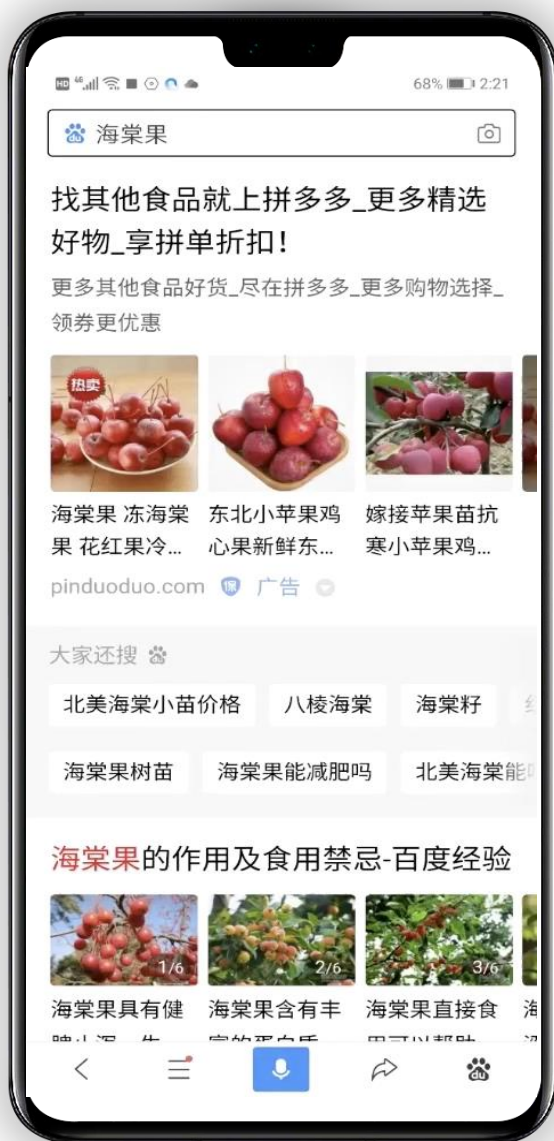 HD 46
68% 2:21
du 海棠果
找其他食品就上拼多多_更多精选
好物_享拼单折扣！
更多其他食品好货_尽在拼多多_更多购物选择_
领券更优惠
热卖
海棠果 冻海棠
果 花红果冷...
东北小苹果鸡
心果新鲜东...
嫁接苹果苗抗
寒小苹果鸡...
pinduoduo.com 保 广告
大家还搜
北美海棠小苗价格 八棱海棠 海棠籽
海棠果树苗 海棠果能减肥吗 北美海棠能
海棠果的作用及食用禁忌-百度经验
1/6 2/6 3/6
海棠果具有健
海棠果含有丰
海棠果直接食
du